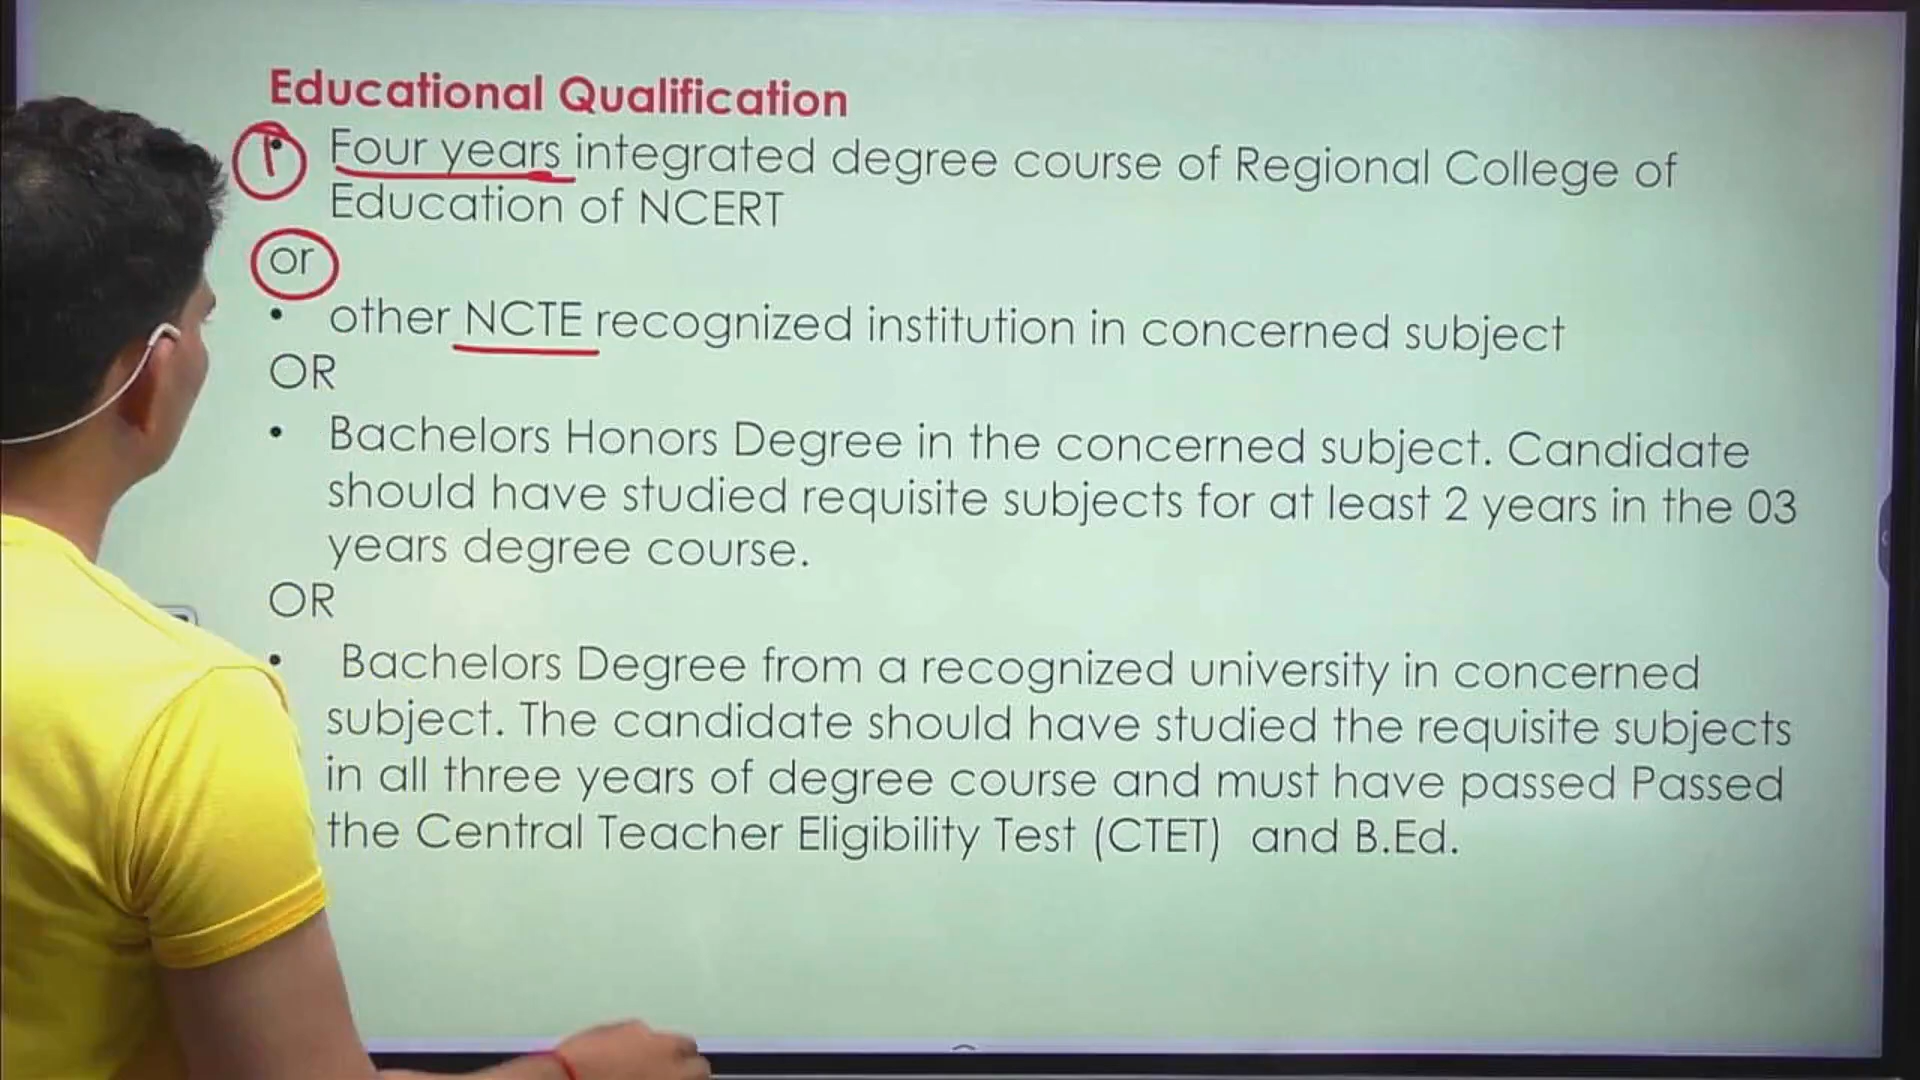 Educational Qualification
• Four years integrated degree course of Regional College of
Education of NCERT
or
• other NCTE recognized institution in concerned subject
OR
• Bachelors Honors Degree in the concerned subject. Candidate
should have studied requisite subjects for at least 2 years in the 03
years degree course.
OR
• Bachelors Degree from a recognized university in concerned
subject. The candidate should have studied the requisite subjects
in all three years of degree course and must have passed Passed
the Central Teacher Eligibility Test (CTET) and B.Ed.